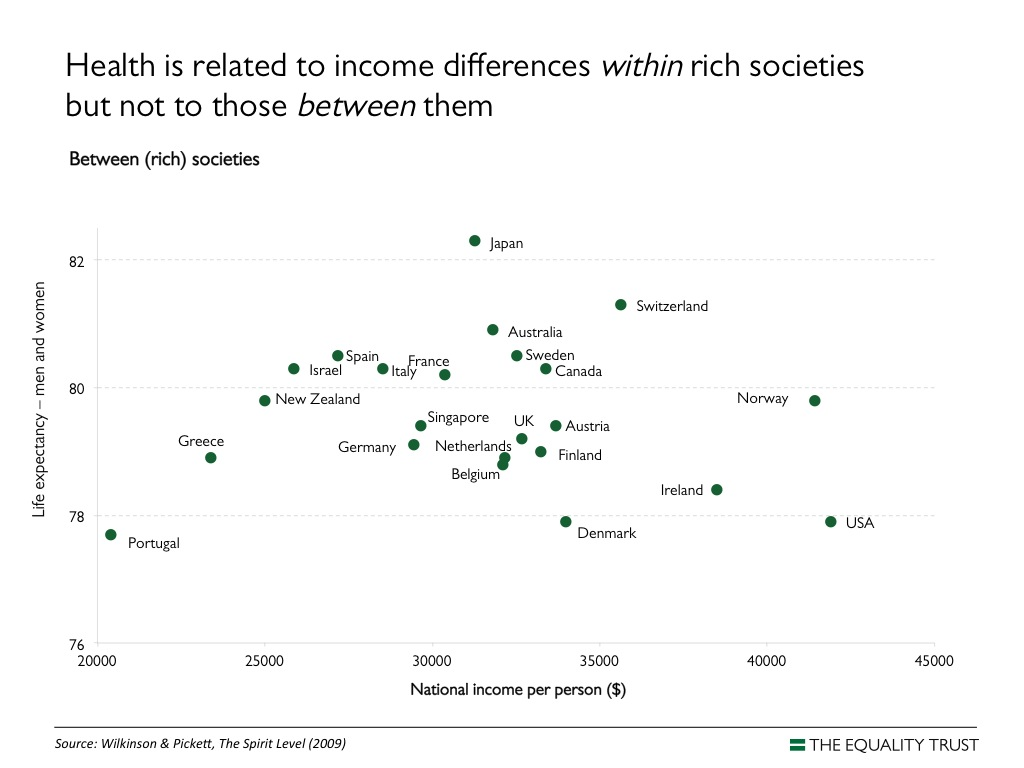 Health is related to income differences within rich societies
but not to those between them
Between (rich) societies
Life expectancy – men and women
82
80
78
76
Japan
Switzerland
Australia
Spain
France
Sweden
Israel
Italy
Canada
New Zealand
Norway
Singapore
UK
Austria
Greece
Germany
Netherlands
Finland
Belgium
Ireland
USA
Denmark
Portugal
20000
25000
30000
35000
40000
45000
National income per person ($)
Source: Wilkinson & Pickett, The Spirit Level (2009)
THE EQUALITY TRUST